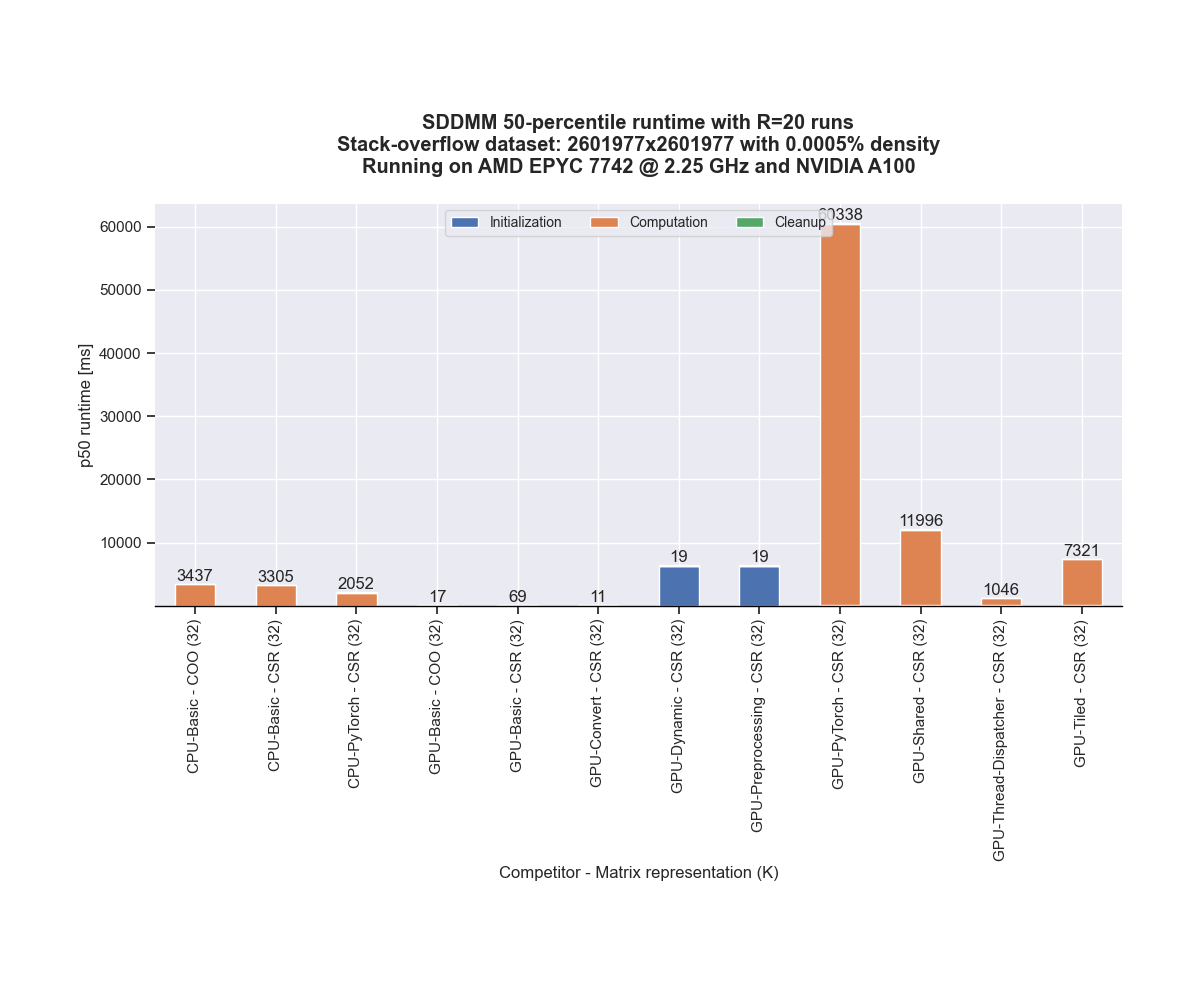 SDDMM 50-percentile runtime with R=20 runs
Stack-overflow dataset: 2601977x2601977 with 0.0005% density
Running on AMD EPYC 7742 @ 2.25 GHz and NVIDIA A100
Initialization Computation Cleanup
60338
60000
50000
40000
30000
20000
10000
p50 runtime [ms]
3437 3305 2052 17 69 11 19 19 11996 1046 7321
CPU-Basic - COO (32)
CPU-Basic - CSR (32)
CPU-PyTorch - CSR (32)
GPU-Basic - COO (32)
GPU-Basic - CSR (32)
GPU-Convert - CSR (32)
GPU-Dynamic - CSR (32)
GPU-Preprocessing - CSR (32)
GPU-PyTorch - CSR (32)
GPU-Shared - CSR (32)
GPU-Thread-Dispatcher - CSR (32)
GPU-Tiled - CSR (32)
Competitor - Matrix representation (K)